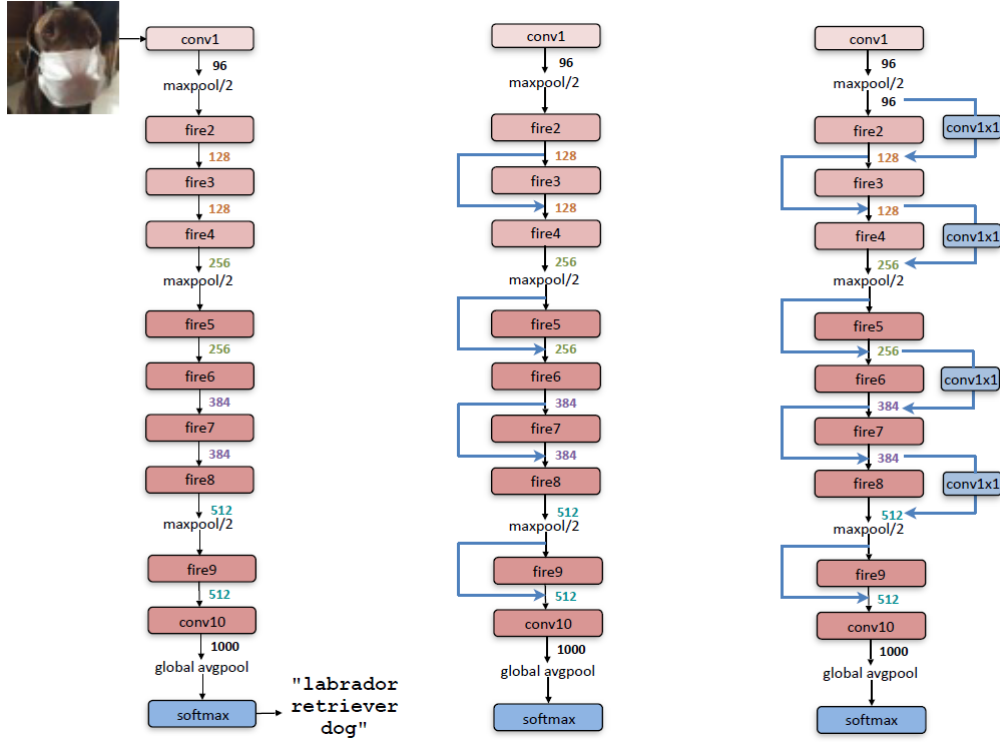 conv1
96
maxpool/2
fire2
128
fire3
128
fire4
256
maxpool/2
fire5
256
fire6
384
fire7
384
fire8
512
maxpool/2
fire9
512
conv10
1000
global avgpool
softmax
"labrador
retriever
dog"
conv1
96
maxpool/2
fire2
128
fire3
128
fire4
256
maxpool/2
fire5
256
fire6
384
fire7
384
fire8
512
maxpool/2
fire9
512
conv10
1000
global avgpool
softmax
conv1
96
maxpool/2
96
conv1x1
fire2
128
fire3
128
fire4
conv1x1
256
maxpool/2
fire5
256
fire6
conv1x1
384
fire7
384
fire8
conv1x1
512
maxpool/2
fire9
512
conv10
1000
global avgpool
softmax